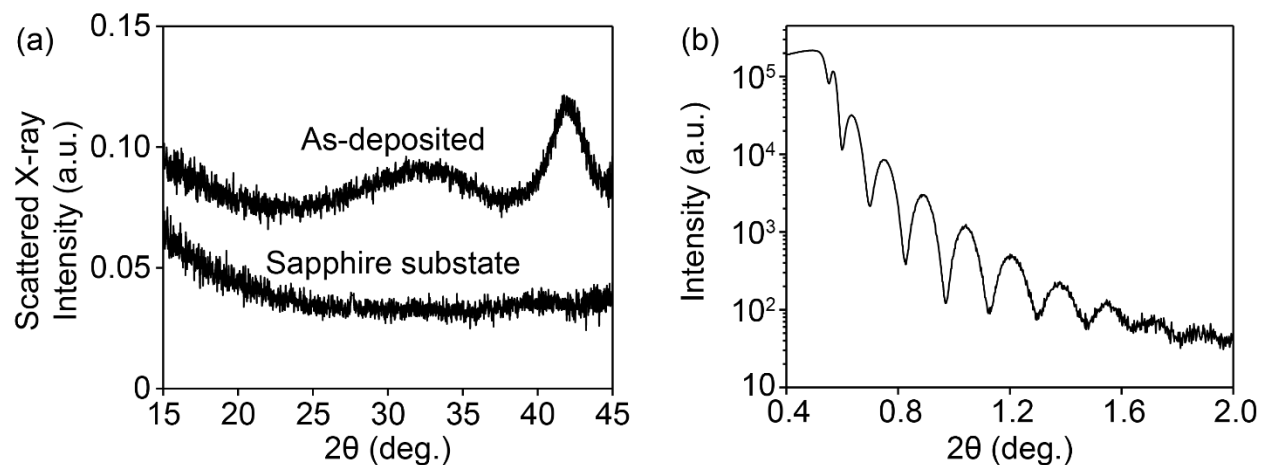 (a)
Scattered X-ray
Intensity (a.u.)
0.15
0.10
0.05
0
As-deposited
Sapphire substate
15 20 25 30 35 40 45
2θ (deg.)
(b)
Intensity (a.u.)
10^5
10^4
10^3
10^2
10
0.4 0.8 1.2 1.6 2.0
2θ (deg.)